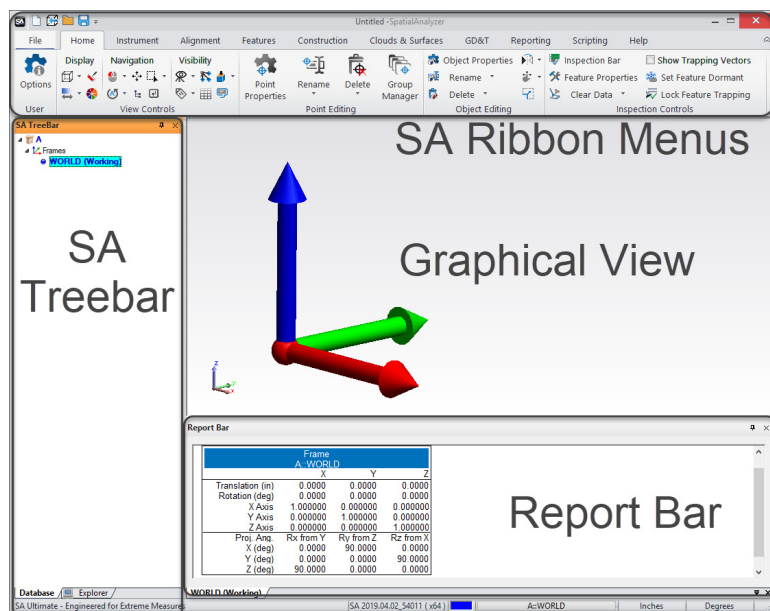 SA
Untitled -SpatialAnalyzer
File Home Instrument Alignment Features Construction Clouds & Surfaces GD&T Reporting Scripting Help
Options
User
Display Navigation Visibility
View Controls
Point Properties
Rename
Delete
Group Manager
Point Editing
Object Properties
Rename
Delete
Object Editing
Inspection Bar
Feature Properties
Clear Data
Show Trapping Vectors
Set Feature Dormant
Lock Feature Trapping
Inspection Controls
SA TreeBar
A
Frames
WORLD (Working)
SA
Treebar
SA Ribbon Menus
Graphical View
z
y
x
Report Bar
Frame
A::WORLD
X Y Z
Translation (in) 0.0000 0.0000 0.0000
Rotation (deg) 0.0000 0.0000 0.0000
X Axis 1.000000 0.000000 0.000000
Y Axis 0.000000 1.000000 0.000000
Z Axis 0.000000 0.000000 1.000000
Proj. Ang. Rx from Y Ry from Z Rz from X
X (deg) 0.0000 90.0000 0.0000
Y (deg) 0.0000 0.0000 90.0000
Z (deg) 90.0000 0.0000 0.0000
Report Bar
Database Explorer
WORLD (Working)
SA Ultimate - Engineered for Extreme Measures
SA 2019.04.02_54011 ( x64 ) A::WORLD Inches Degrees